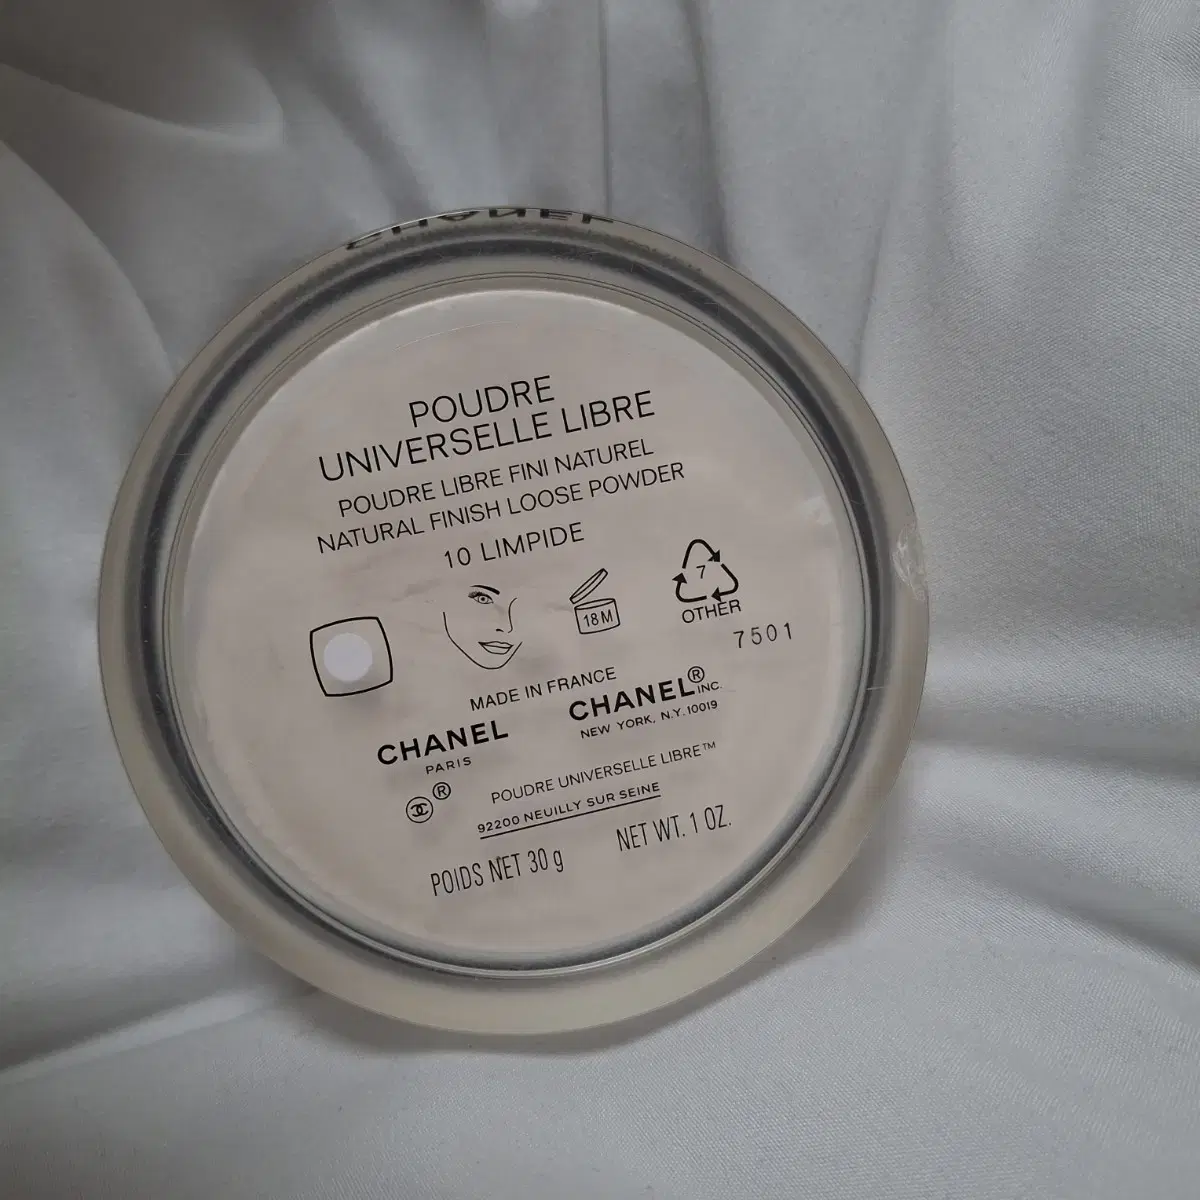 CHANEL
POUDRE
UNIVERSELLE LIBRE
POUDRE LIBRE FINI NATUREL
NATURAL FINISH LOOSE POWDER
10 LIMPIDE
18 M
7
OTHER
7501
MADE IN FRANCE
CHANEL
PARIS
CHANEL® INC.
NEW YORK, N.Y. 10019
®
POUDRE UNIVERSELLE LIBRE™
92200 NEUILLY SUR SEINE
POIDS NET 30 g
NET WT. 1 OZ.